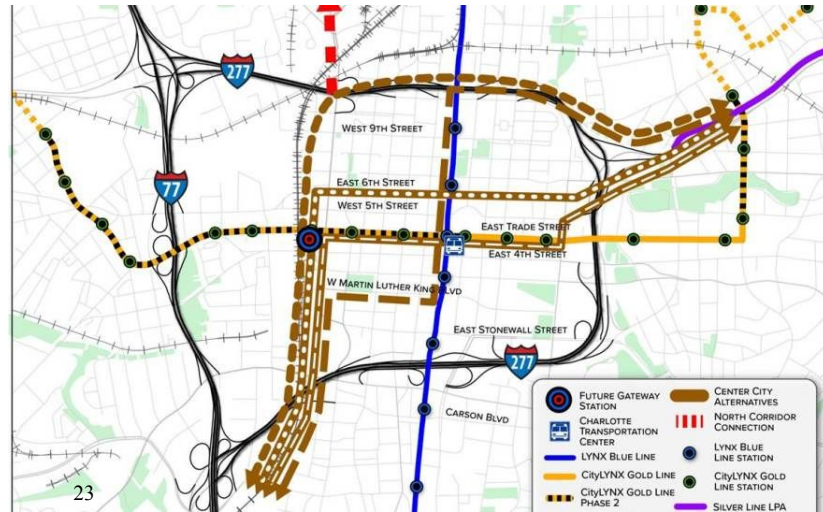 277
WEST 9TH STREET
77
EAST 6TH STREET
WEST 5TH STREET
EAST TRADE STREET
EAST 4TH STREET
W MARTIN LUTHER KING BLVD
EAST STONEWALL STREET
277
CARSON BLVD
23
FUTURE GATEWAY
STATION
CHARLOTTE
TRANSPORTATION
CENTER
LYNX BLUE LINE
CityLYNX GOLD LINE
CityLYNX GOLD LINE
PHASE 2
CENTER CITY
ALTERNATIVES
NORTH CORRIDOR
CONNECTION
LYNX BLUE
LINE STATION
CityLYNX GOLD
LINE STATION
SILVER LINE LPA